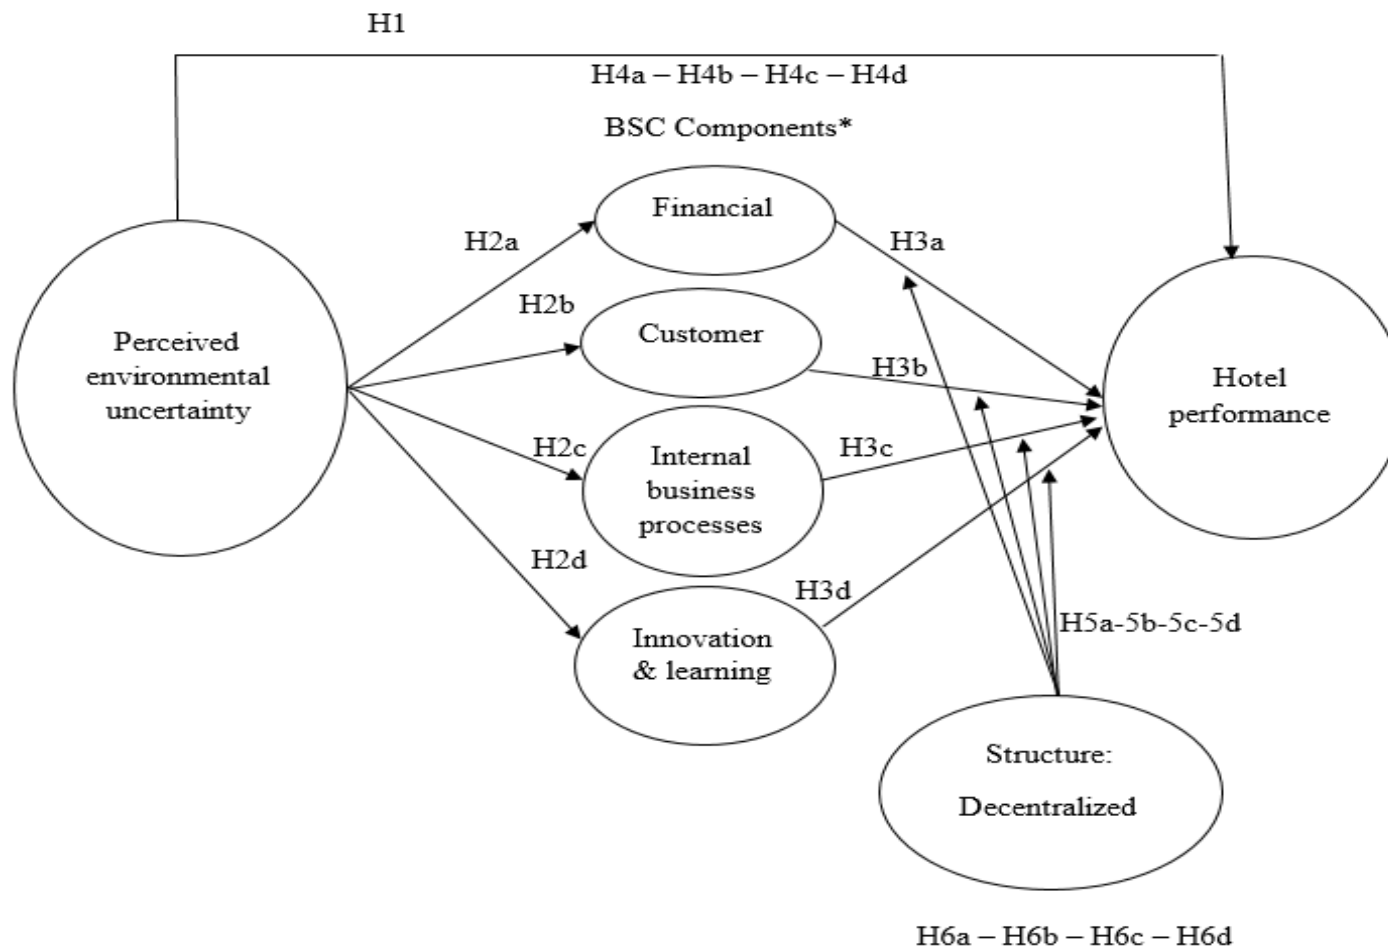 H1
H4a – H4b – H4c – H4d
BSC Components*
Financial
H2a
H3a
H2b
Customer
Perceived
environmental
uncertainty
H3b
Hotel
performance
H2c
Internal
business
processes
H3c
H2d
H3d
Innovation
& learning
H5a-5b-5c-5d
Structure:
Decentralized
H6a – H6b – H6c – H6d